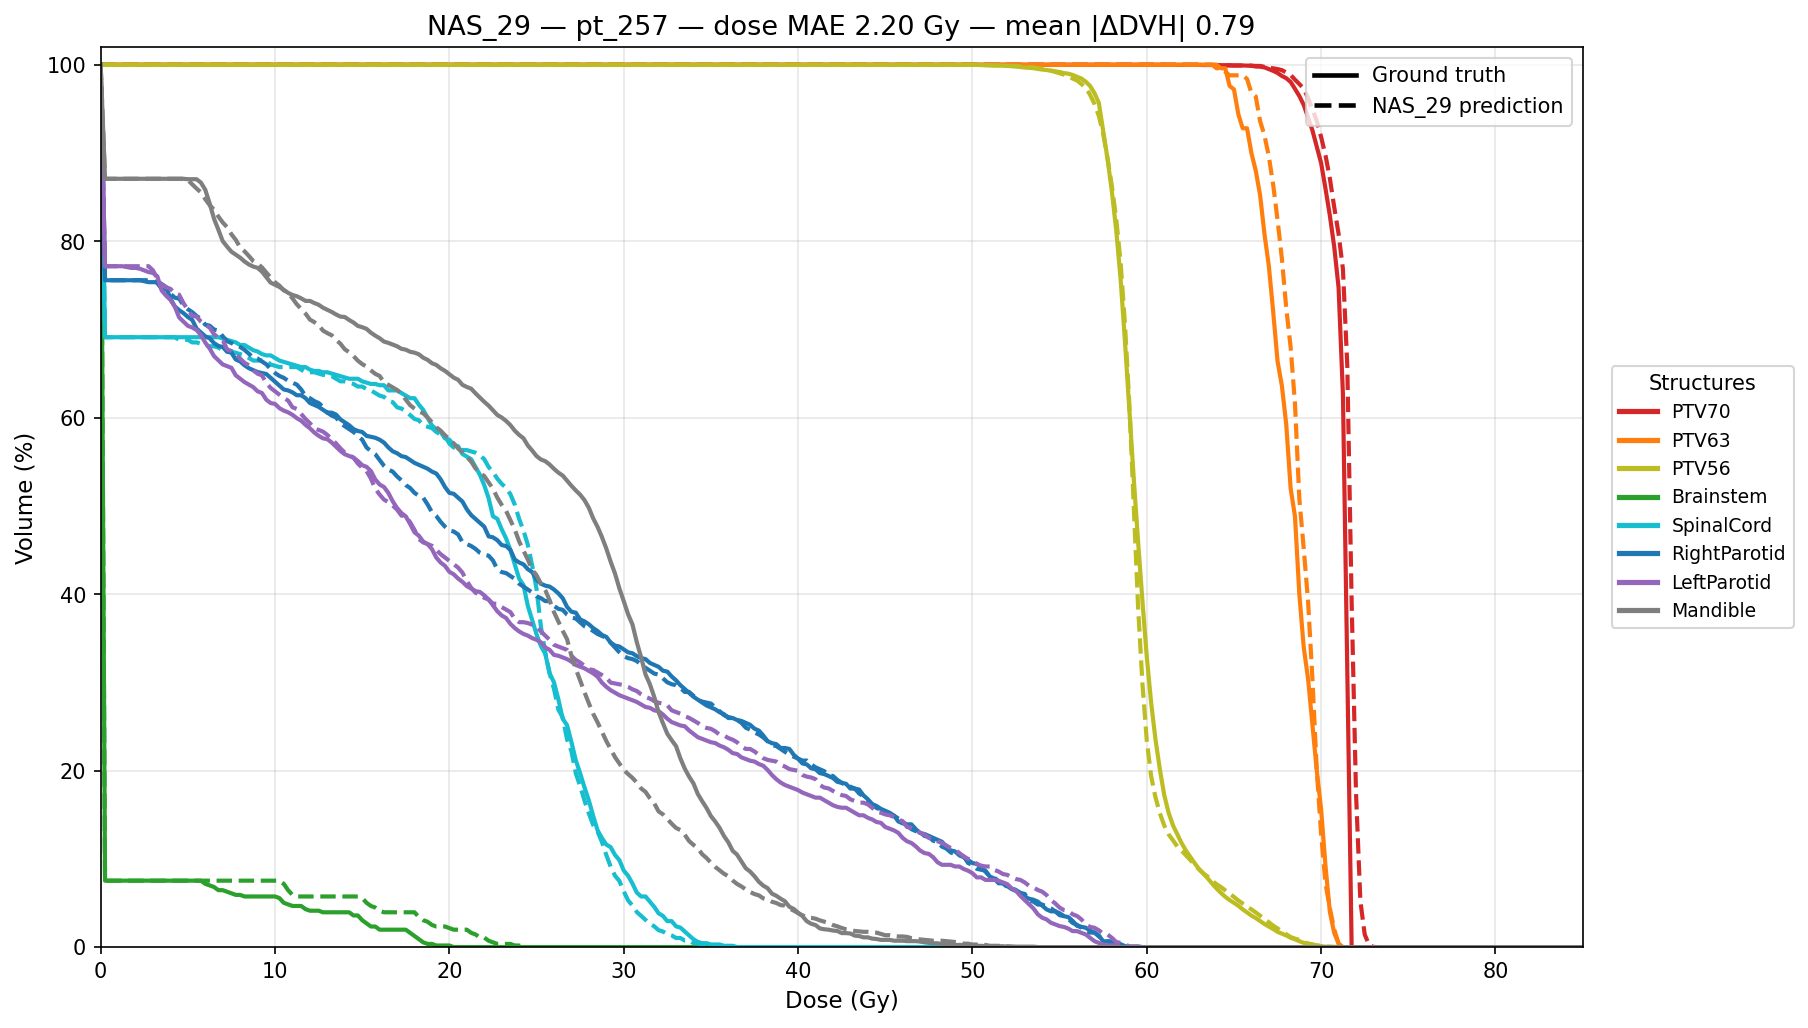 NAS_29 — pt_257 — dose MAE 2.20 Gy — mean |ΔDVH| 0.79
Ground truth
NAS_29 prediction
Volume (%)
100
80
60
40
20
0
0 10 20 30 40 50 60 70 80
Dose (Gy)
Structures
PTV70
PTV63
PTV56
Brainstem
SpinalCord
RightParotid
LeftParotid
Mandible